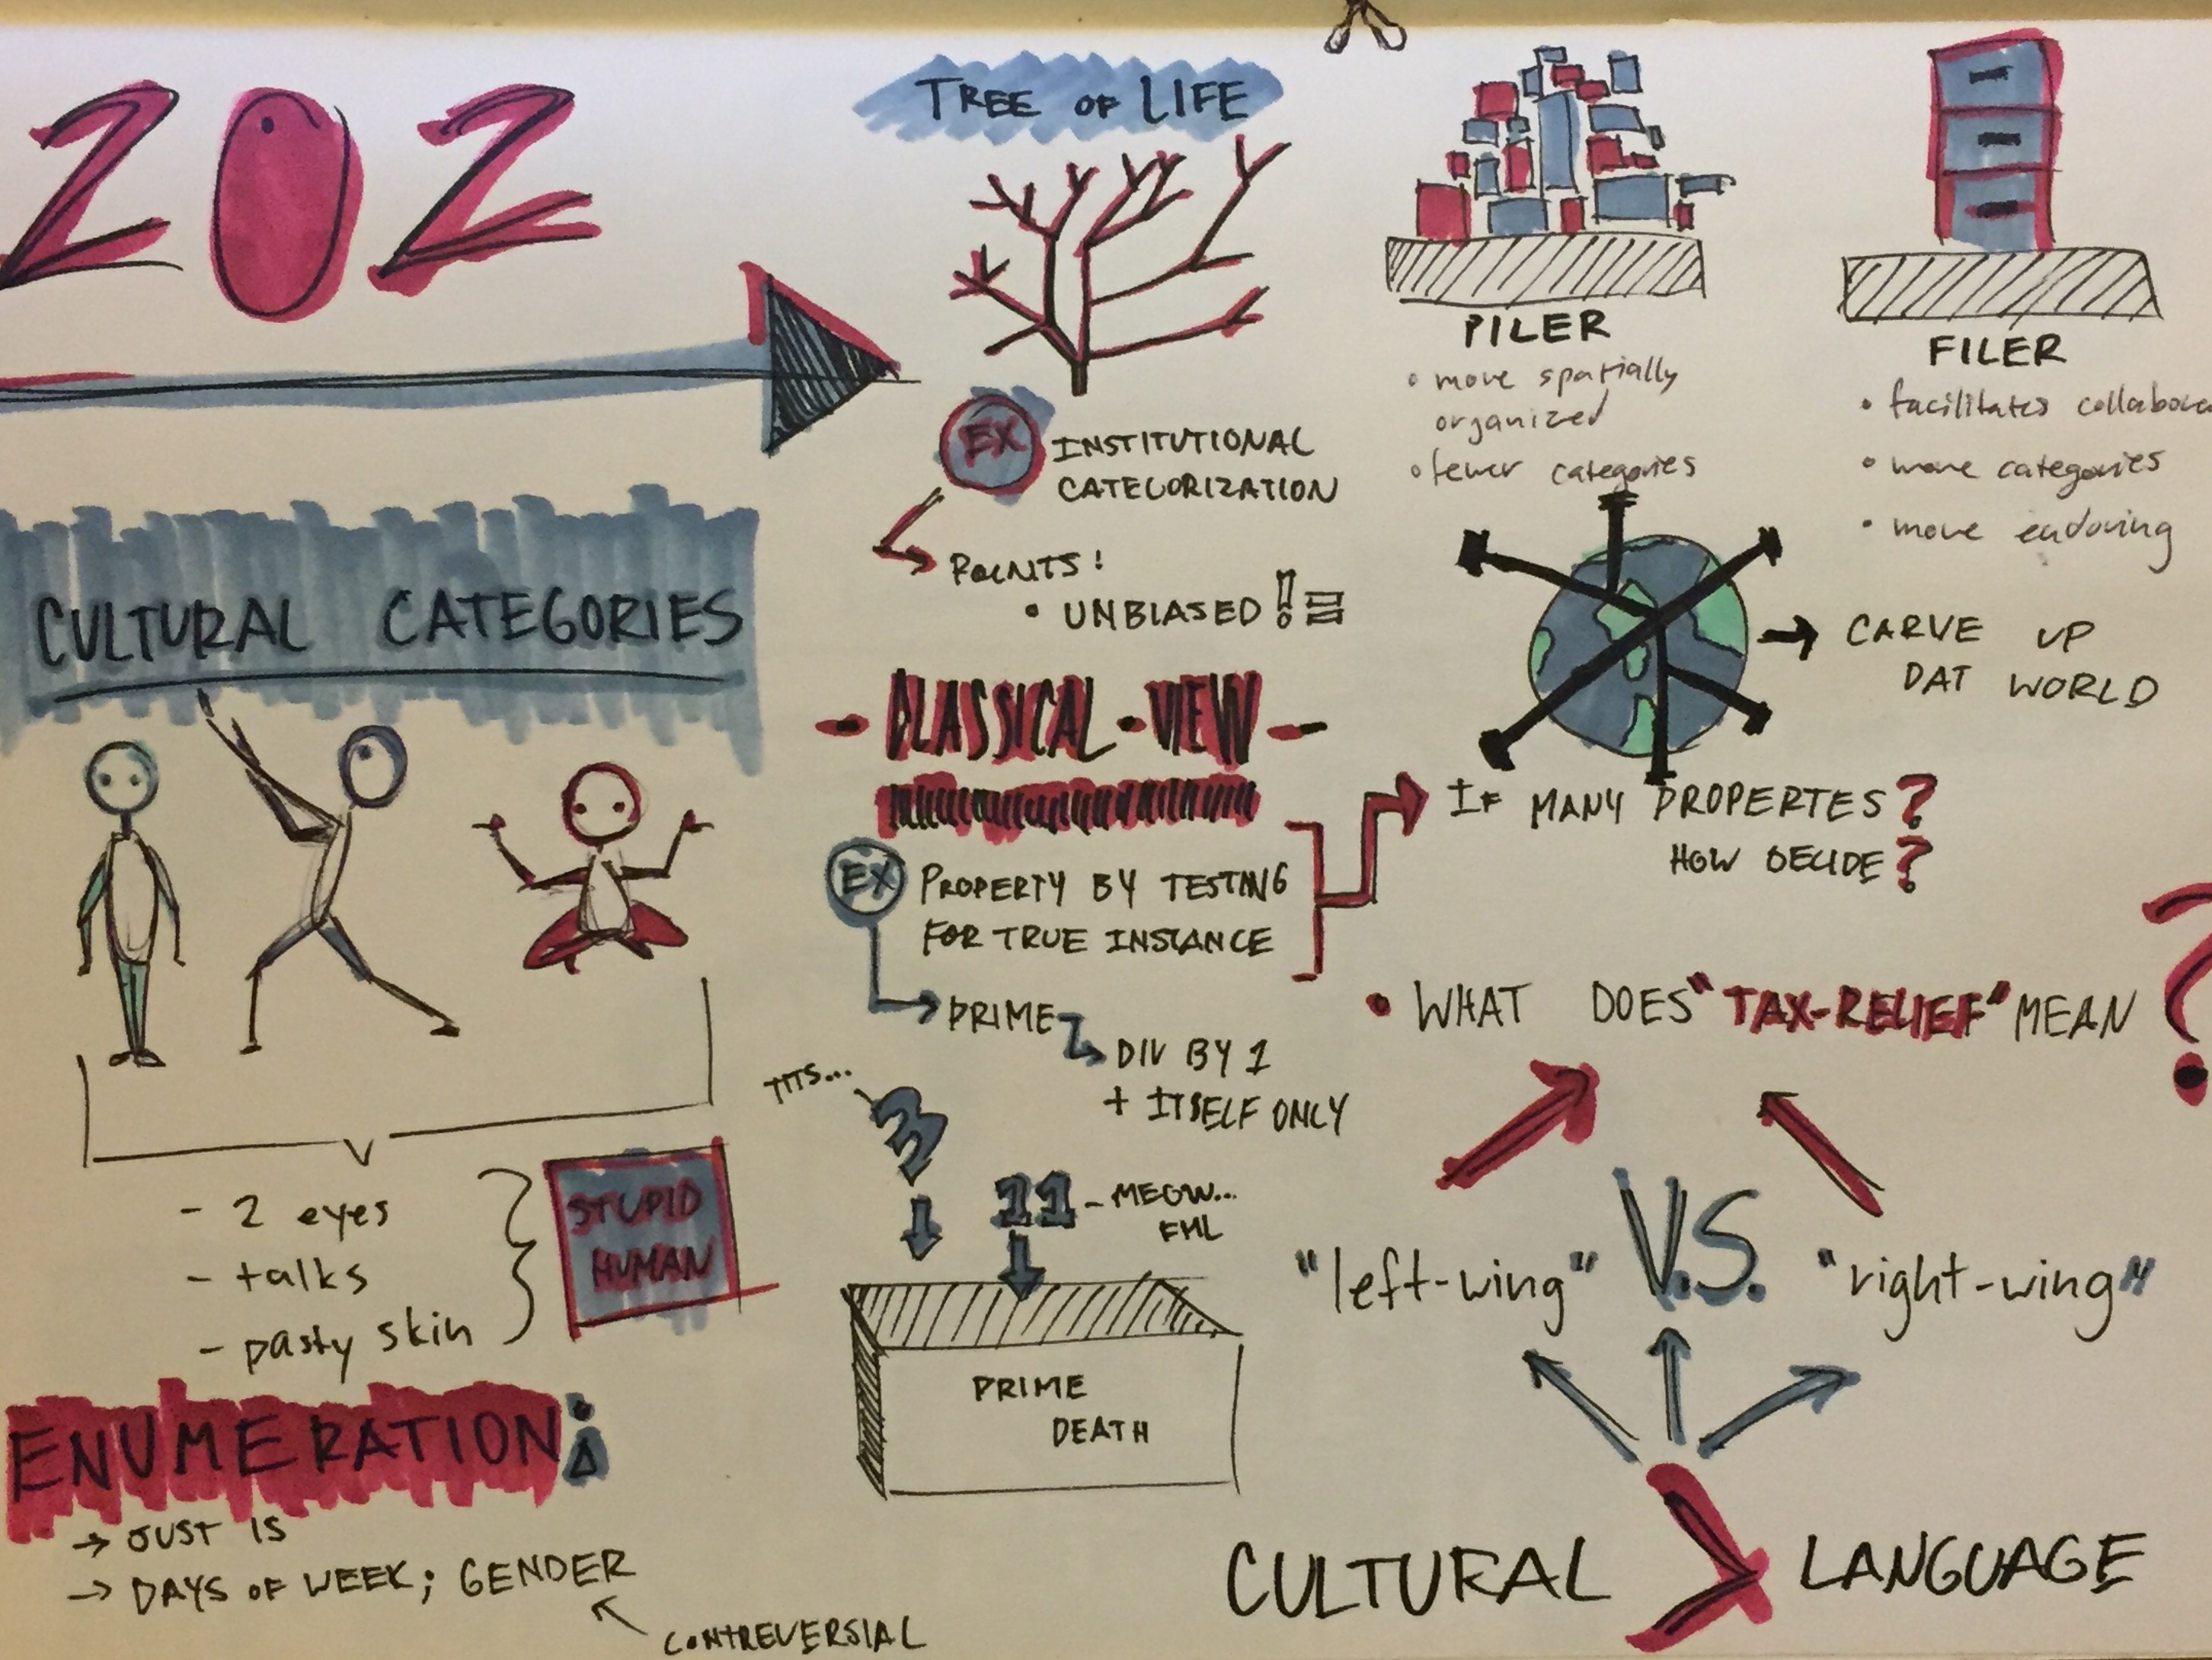 202
CULTURAL CATEGORIES
- 2 eyes
- talks
- pasty skin
STUPID
HUMAN
ENUMERATION
→ JUST IS
→ DAYS OF WEEK; GENDER
CONTREVERSIAL
TREE OF LIFE
EX INSTITUTIONAL
CATEGORIZATION
POINTS!
• UNBIASED!
CLASSICAL-VIEW
EX PROPERTY BY TESTING
FOR TRUE INSTANCE
PRIME
DIV BY 1
+ ITSELF ONLY
3
11 - MEOW...
FML
PRIME
DEATH
PILER
• more spatially
organized
• fewer categories
FILER
• facilitates
• more categories
• more enduring
→ CARVE UP
DAT WORLD
IF MANY PROPERTES?
HOW DECIDE?
• WHAT DOES "TAX-RELIEF" MEAN?
"left-wing" V.S. "right-wing"
CULTURAL > LANGUAGE